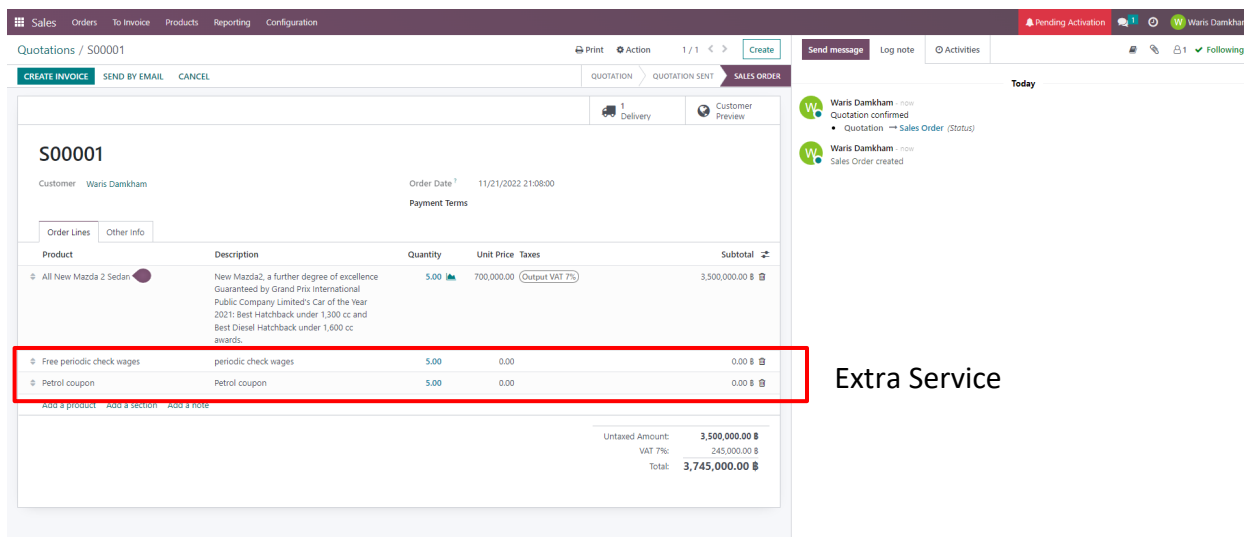 Sales Orders To Invoice Products Reporting Configuration
Pending Activation 1 W Waris Damkhar
Quotations / S00001
Print Action 1 / 1 Create
Send message Log note Activities 1 Following
CREATE INVOICE SEND BY EMAIL CANCEL
QUOTATION QUOTATION SENT SALES ORDER
Today
1
Delivery
Customer
Preview
W Waris Damkham - now
Quotation confirmed
• Quotation → Sales Order (Status)
W Waris Damkham - now
Sales Order created
S00001
Customer Waris Damkham
Order Date ? 11/21/2022 21:08:00
Payment Terms
Order Lines Other Info
Product Description Quantity Unit Price Taxes Subtotal
All New Mazda 2 Sedan New Mazda2, a further degree of excellence 5.00 700,000.00 Output VAT 7% 3,500,000.00 ฿
Guaranteed by Grand Prix International
Public Company Limited's Car of the Year
2021: Best Hatchback under 1,300 cc and
Best Diesel Hatchback under 1,600 cc
awards.
Free periodic check wages periodic check wages 5.00 0.00 0.00 ฿
Petrol coupon Petrol coupon 5.00 0.00 0.00 ฿
Extra Service
Add a product Add a section Add a note
Untaxed Amount: 3,500,000.00 ฿
VAT 7%: 245,000.00 ฿
Total: 3,745,000.00 ฿